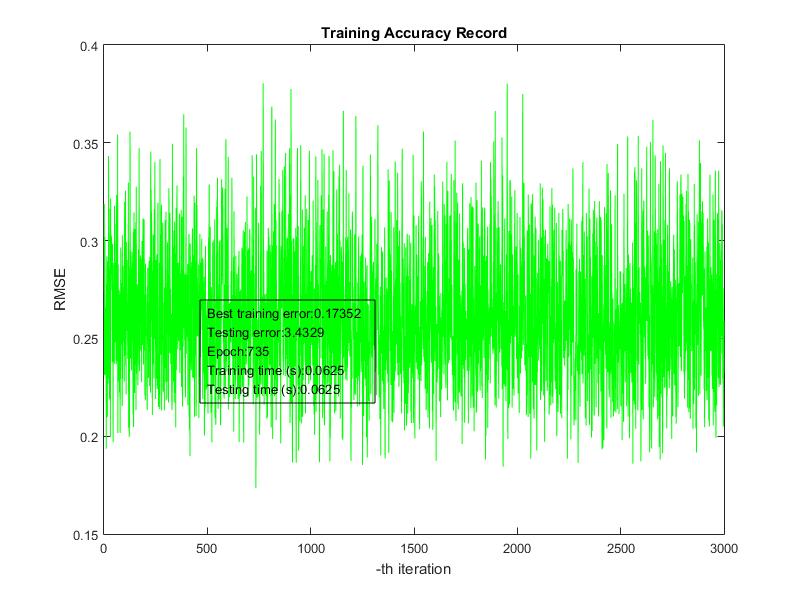 Training Accuracy Record
0.4
0.35
0.3
0.25
0.2
0.15
RMSE
Best training error:0.17352
Testing error:3.4329
Epoch:735
Training time (s):0.0625
Testing time (s):0.0625
0 500 1000 1500 2000 2500 3000
-th iteration